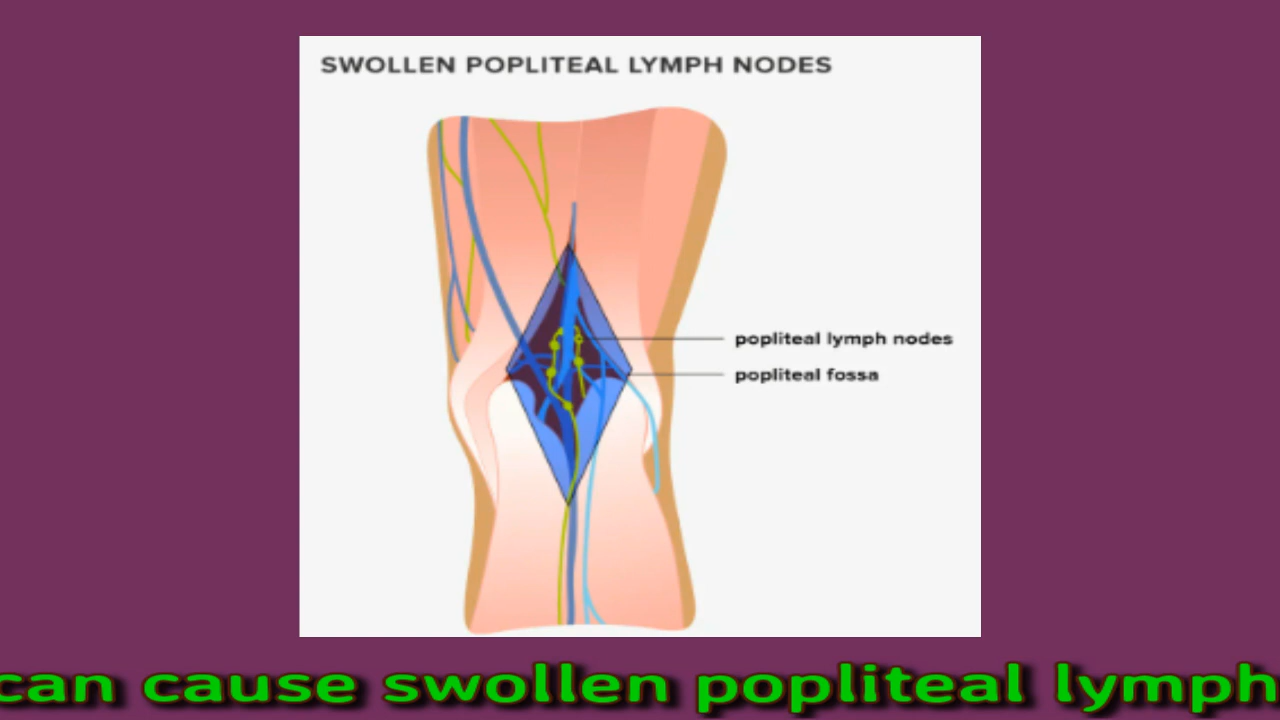 SWOLLEN POPLITEAL LYMPH NODES
popliteal lymph nodes
popliteal fossa
can cause swollen popliteal lymph